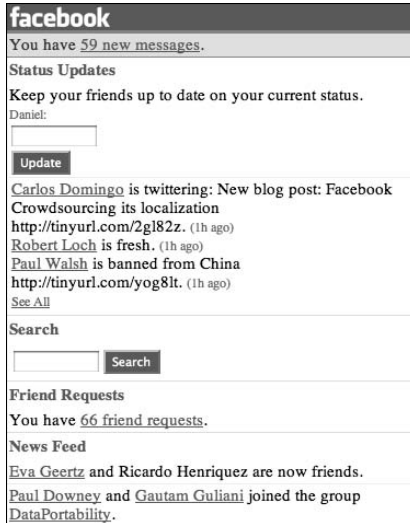 facebook
You have 59 new messages.
Status Updates
Keep your friends up to date on your current status.
Daniel:
Update
Carlos Domingo is twittering: New blog post: Facebook
Crowdsourcing its localization
http://tinyurl.com/2gl82z. (1h ago)
Robert Loch is fresh. (1h ago)
Paul Walsh is banned from China
http://tinyurl.com/yog8lt. (1h ago)
See All
Search
Search
Friend Requests
You have 66 friend requests.
News Feed
Eva Geertz and Ricardo Henriquez are now friends.
Paul Downey and Gautam Guliani joined the group
DataPortability.